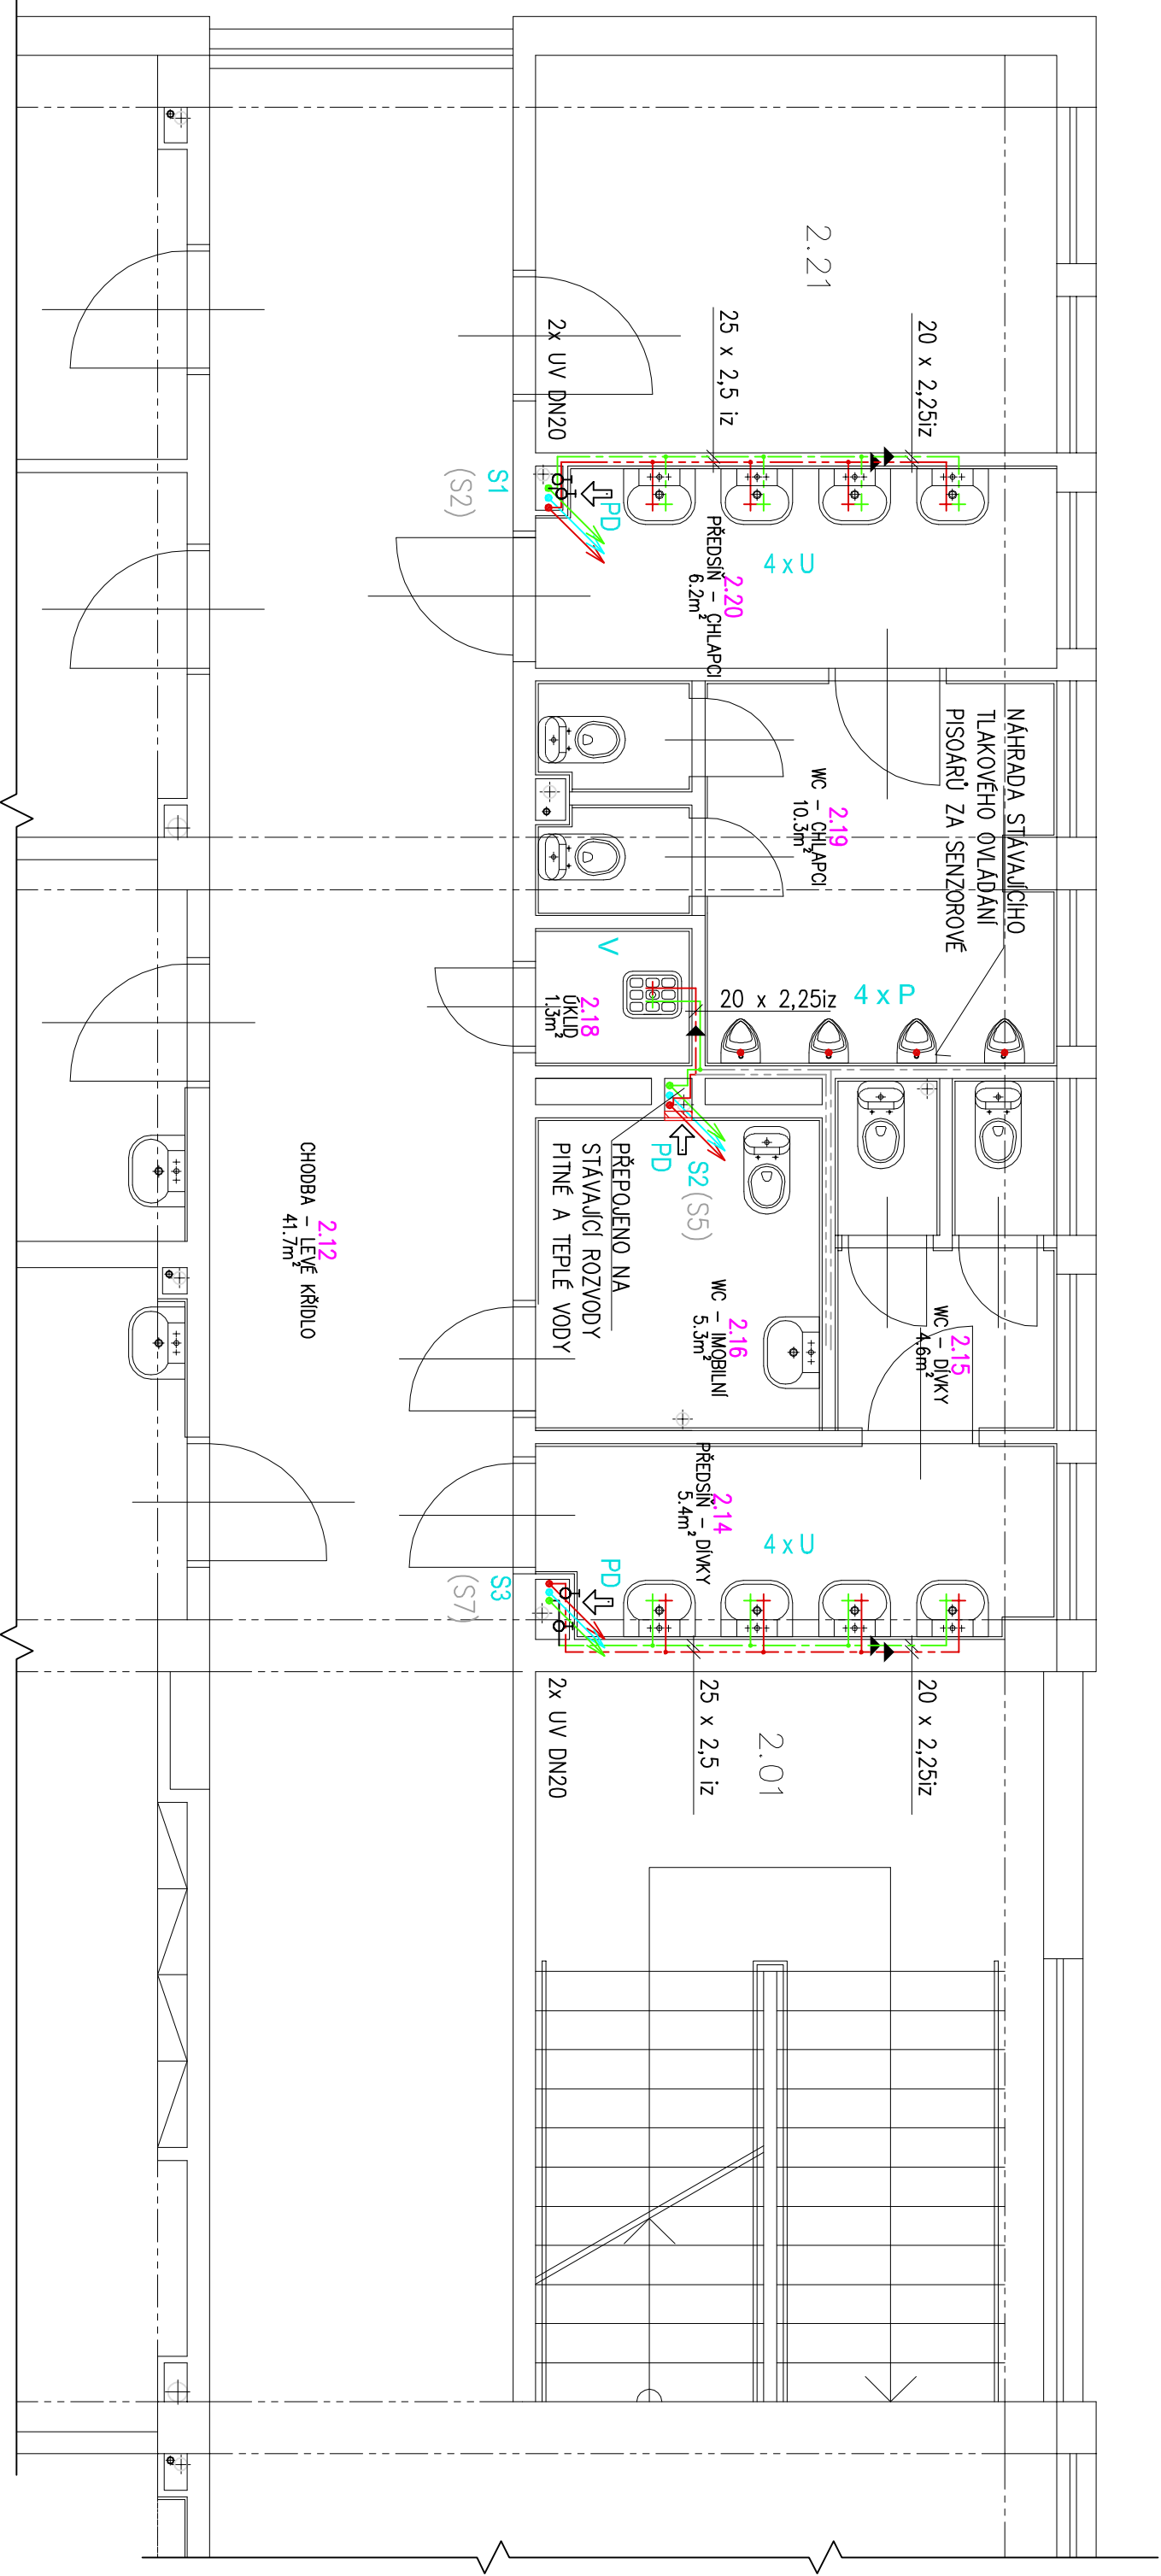 2.21
20 x 2,25iz
25 x 2,5 iz
2x UV DN20
S1
(S2)
PD
4 x U
2.20
PŘEDSÍŇ - CHLAPCI
6.2m²
NÁHRADA STÁVAJÍCÍHO
TLAKOVÉHO OVLÁDÁNÍ
PISOÁRŮ ZA SENZOROVÉ
2.19
WC - CHLAPCI
10.3m²
V
2.18
ÚKLID
1.3m²
20 x 2,25iz
4 x P
PŘEPOJENO NA
STÁVAJÍCÍ ROZVODY
PITNÉ A TEPLÉ VODY
PD
S2
(S5)
2.12
CHODBA - LEVÉ KŘÍDLO
41.7m²
2.16
WC - IMOBILNÍ
5.3m²
2.15
WC - DÍVKY
4.6m²
2.14
PŘEDSÍŇ - DÍVKY
5.4m²
4 x U
PD
S3
(S7)
20 x 2,25iz
25 x 2,5 iz
2x UV DN20
2.01